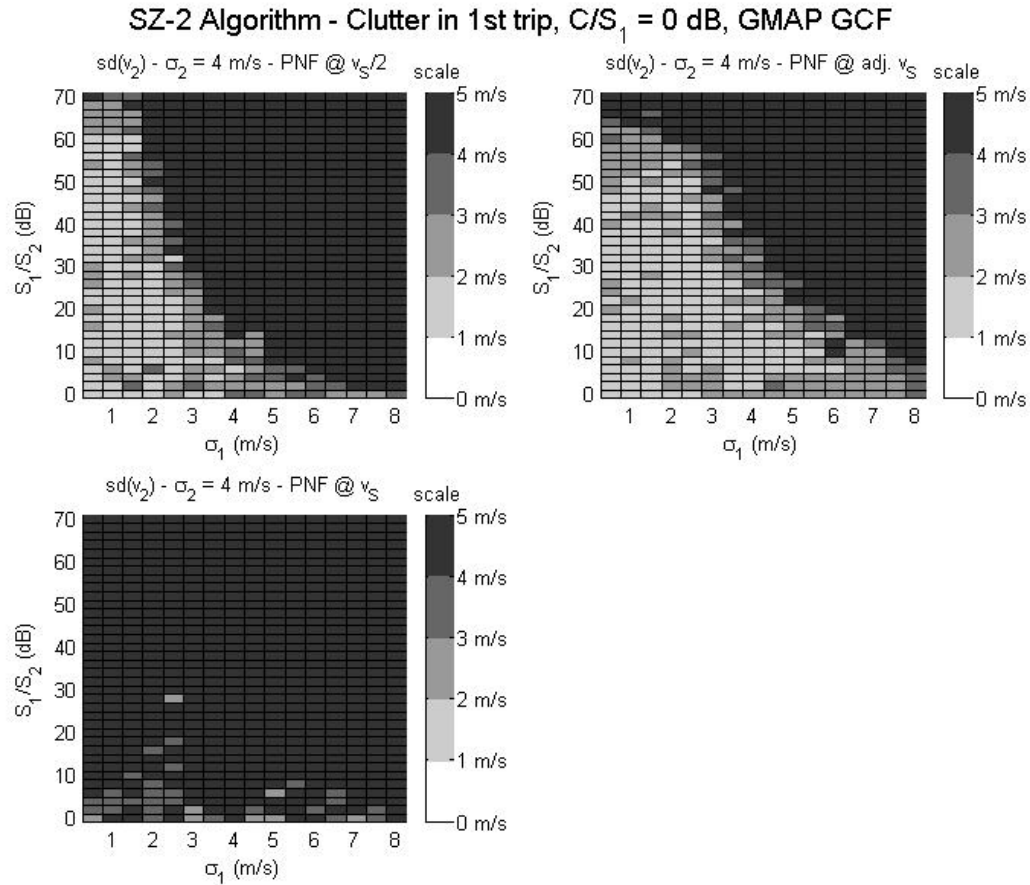 SZ-2 Algorithm - Clutter in 1st trip, C/S₁ = 0 dB, GMAP GCF
sd(v₂) - σ₂ = 4 m/s - PNF @ v_S/2
scale
70
60
50
40
30
20
10
0
S₁/S₂ (dB)
1 2 3 4 5 6 7 8
σ₁ (m/s)
5 m/s
4 m/s
3 m/s
2 m/s
1 m/s
0 m/s
sd(v₂) - σ₂ = 4 m/s - PNF @ adj. v_S
scale
70
60
50
40
30
20
10
0
S₁/S₂ (dB)
1 2 3 4 5 6 7 8
σ₁ (m/s)
5 m/s
4 m/s
3 m/s
2 m/s
1 m/s
0 m/s
sd(v₂) - σ₂ = 4 m/s - PNF @ v_S
scale
70
60
50
40
30
20
10
0
S₁/S₂ (dB)
1 2 3 4 5 6 7 8
σ₁ (m/s)
5 m/s
4 m/s
3 m/s
2 m/s
1 m/s
0 m/s